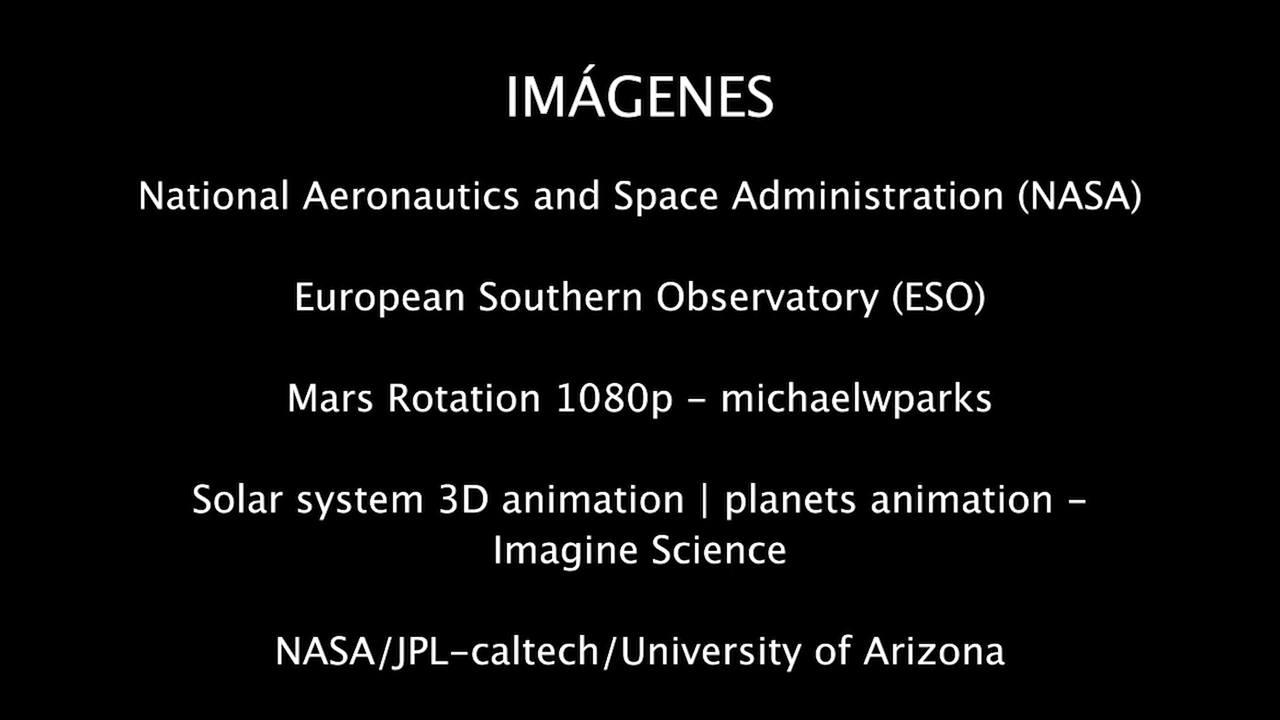 IMÁGENES
National Aeronautics and Space Administration (NASA)
European Southern Observatory (ESO)
Mars Rotation 1080p - michaelwparks
Solar system 3D animation | planets animation -
Imagine Science
NASA/JPL-caltech/University of Arizona